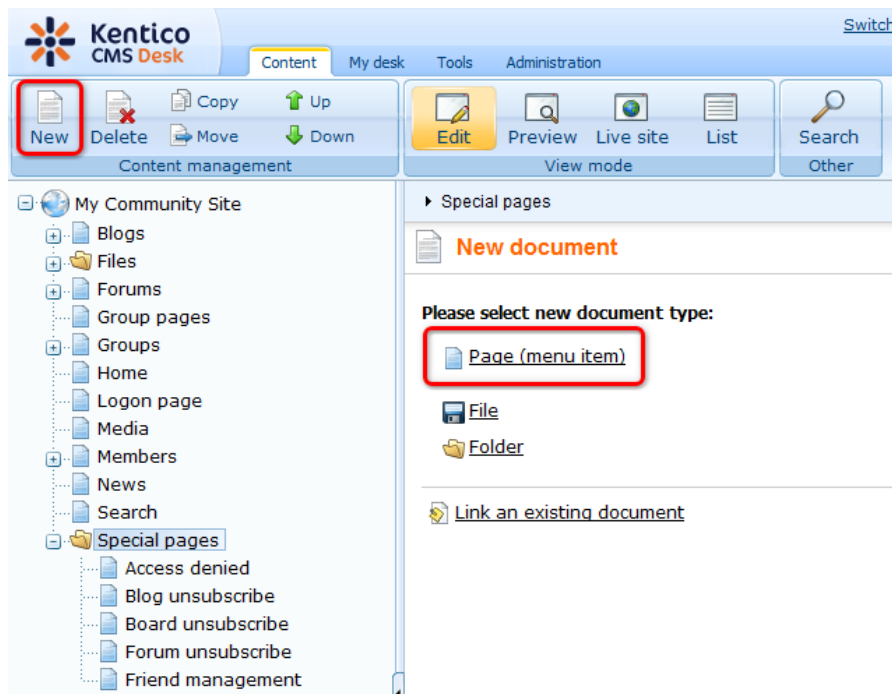 Kentico
CMS Desk
Switch
Content
My desk
Tools
Administration
New
Delete
Copy
Move
Up
Down
Content management
Edit
Preview
Live site
List
View mode
Search
Other
My Community Site
Blogs
Files
Forums
Group pages
Groups
Home
Logon page
Media
Members
News
Search
Special pages
Access denied
Blog unsubscribe
Board unsubscribe
Forum unsubscribe
Friend management
Special pages
New document
Please select new document type:
Page (menu item)
File
Folder
Link an existing document